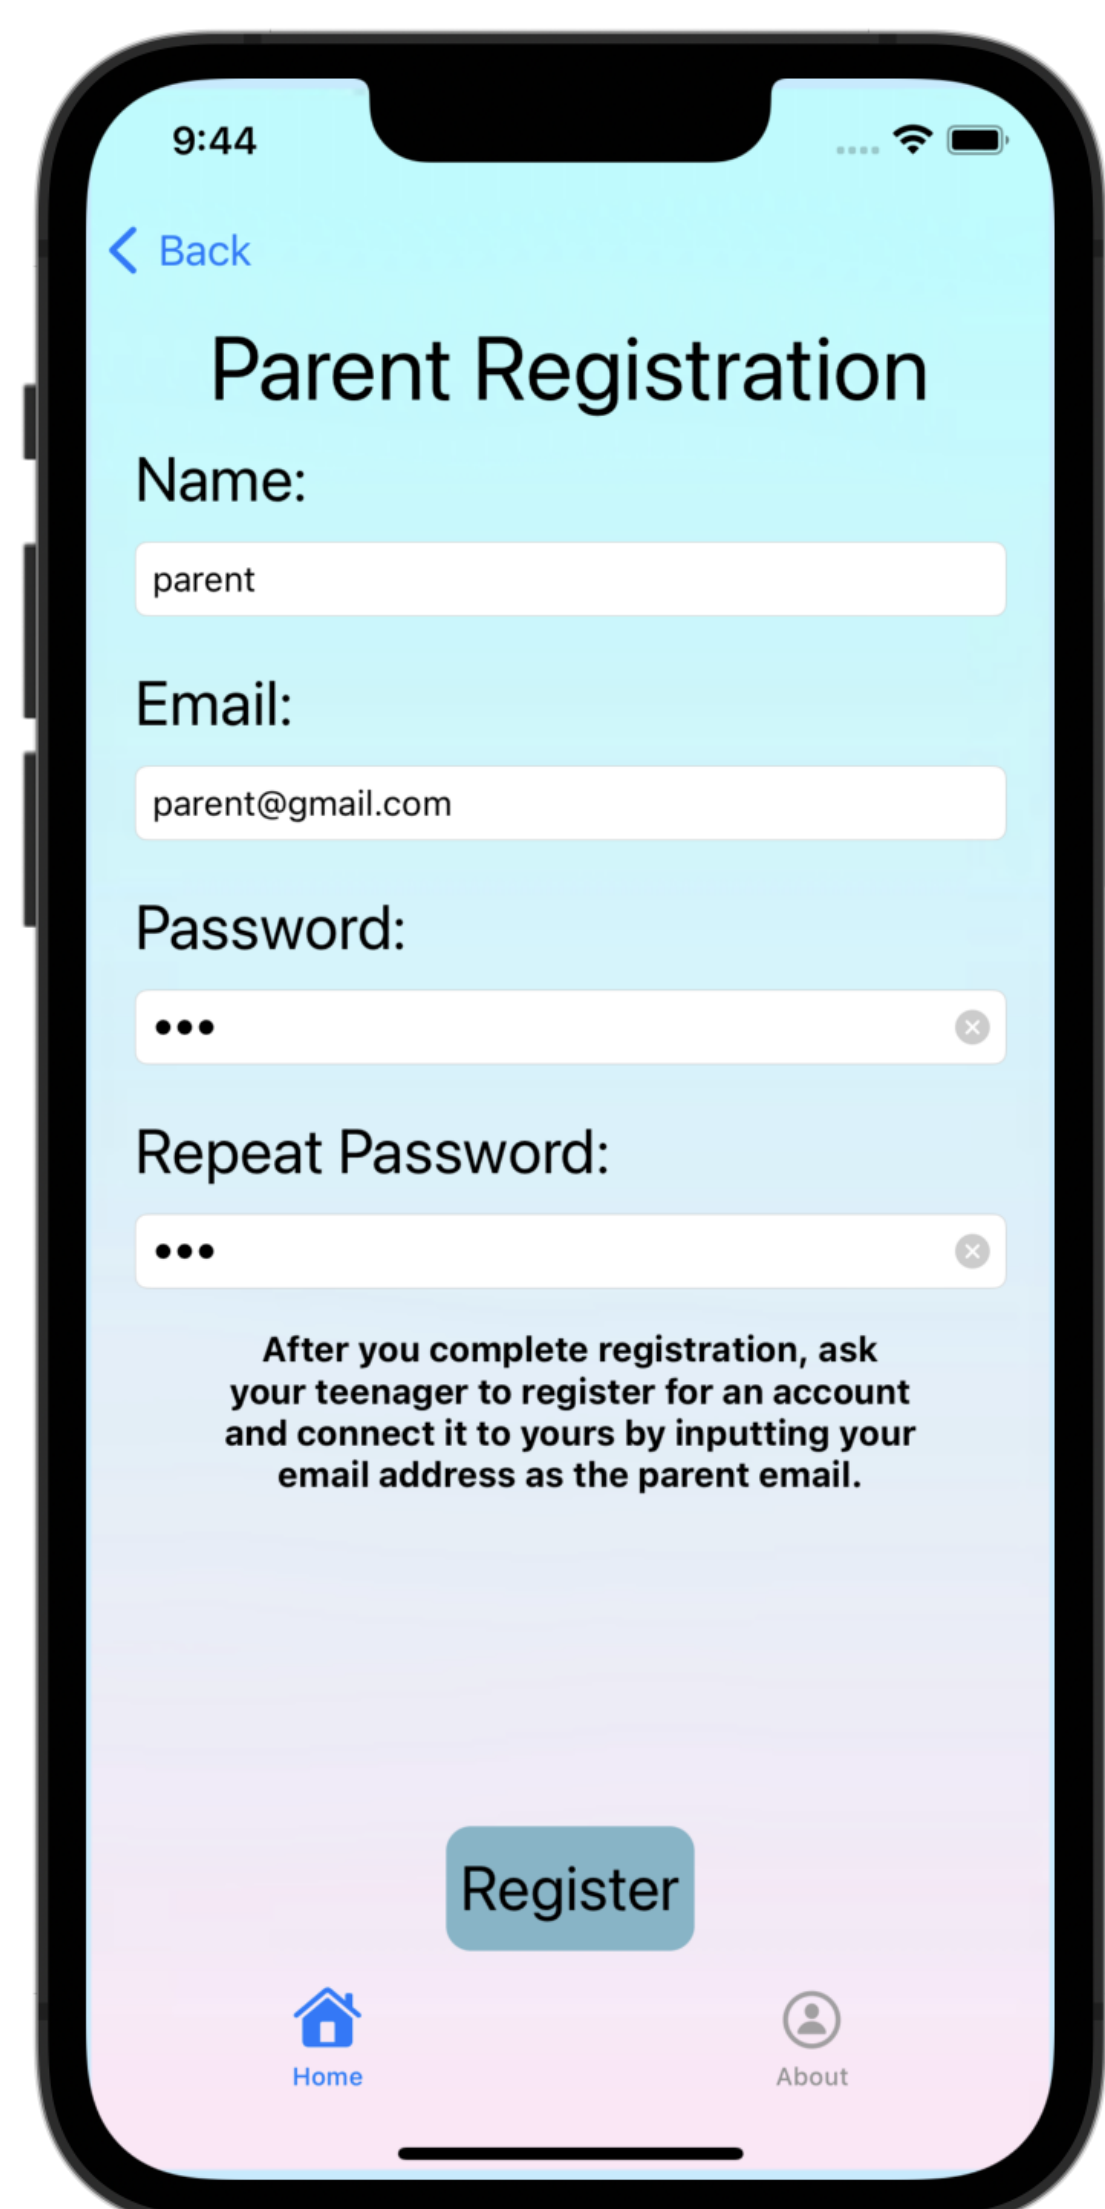 9:44
Back
Parent Registration
Name:
parent
Email:
parent@gmail.com
Password:
•••
Repeat Password:
•••
After you complete registration, ask
your teenager to register for an account
and connect it to yours by inputting your
email address as the parent email.
Register
Home
About